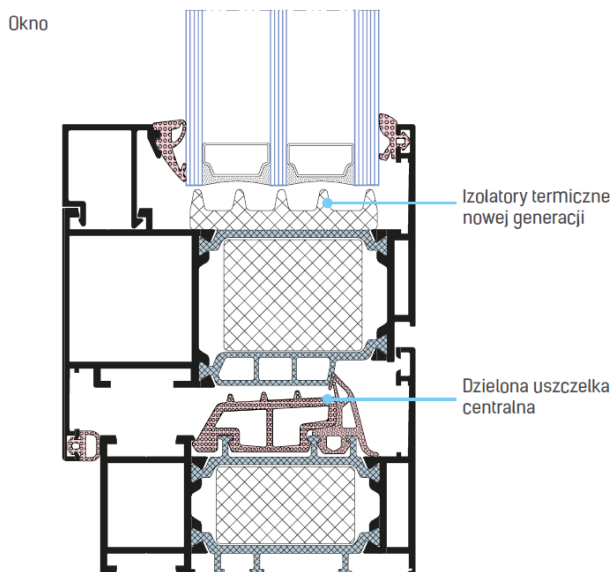 Okno
Izolatory termiczne
nowej generacji
Dzielona uszczelka
centralna